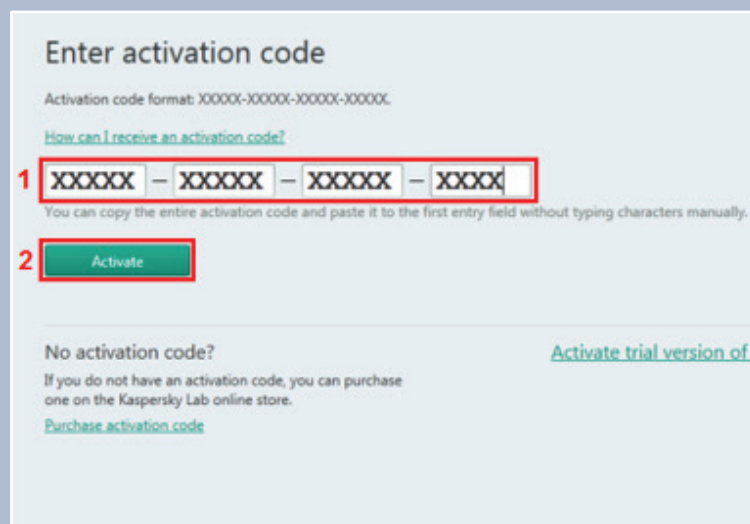 Enter activation code
Activation code format: XXXXX-XXXXX-XXXXX-XXXXX.
How can I receive an activation code?
1 XXXXX – XXXXX – XXXXX – XXXX
You can copy the entire activation code and paste it to the first entry field without typing characters manually.
2 Activate
No activation code?
Activate trial version of
If you do not have an activation code, you can purchase
one on the Kaspersky Lab online store.
Purchase activation code